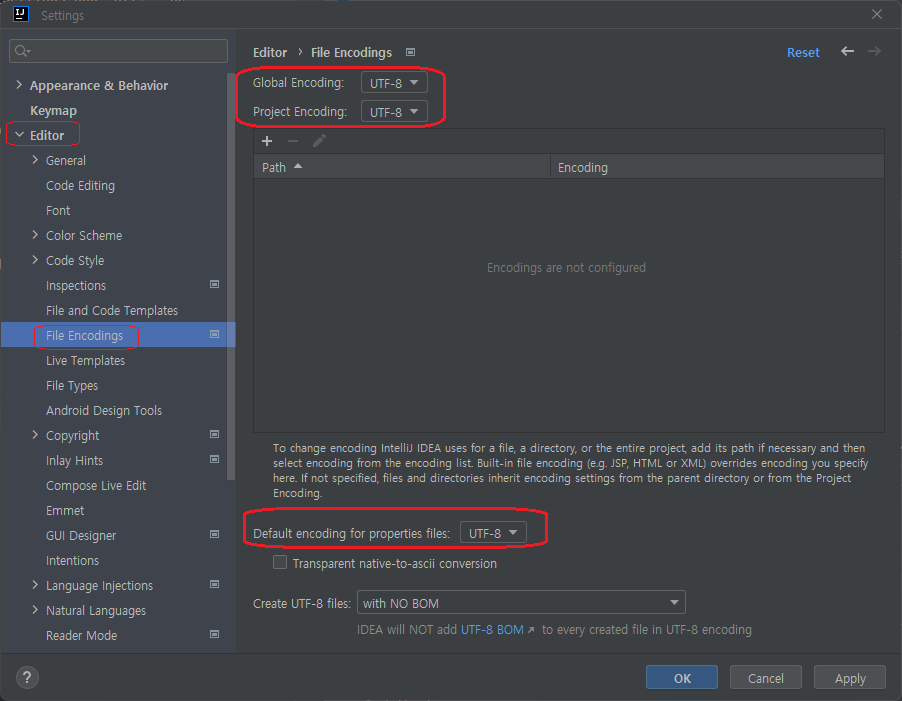 IJ
Settings
Appearance & Behavior
Keymap
Editor
General
Code Editing
Font
Color Scheme
Code Style
Inspections
File and Code Templates
File Encodings
Live Templates
File Types
Android Design Tools
Copyright
Inlay Hints
Compose Live Edit
Emmet
GUI Designer
Intentions
Language Injections
Natural Languages
Reader Mode
Editor › File Encodings
Reset
Global Encoding: UTF-8
Project Encoding: UTF-8
Path Encoding
Encodings are not configured
To change encoding IntelliJ IDEA uses for a file, a directory, or the entire project, add its path if necessary and then
select encoding from the encoding list. Built-in file encoding (e.g. JSP, HTML or XML) overrides encoding you specify
here. If not specified, files and directories inherit encoding settings from the parent directory or from the Project
Encoding.
Default encoding for properties files: UTF-8
Transparent native-to-ascii conversion
Create UTF-8 files: with NO BOM
IDEA will NOT add UTF-8 BOM ↗ to every created file in UTF-8 encoding
?
OK Cancel Apply